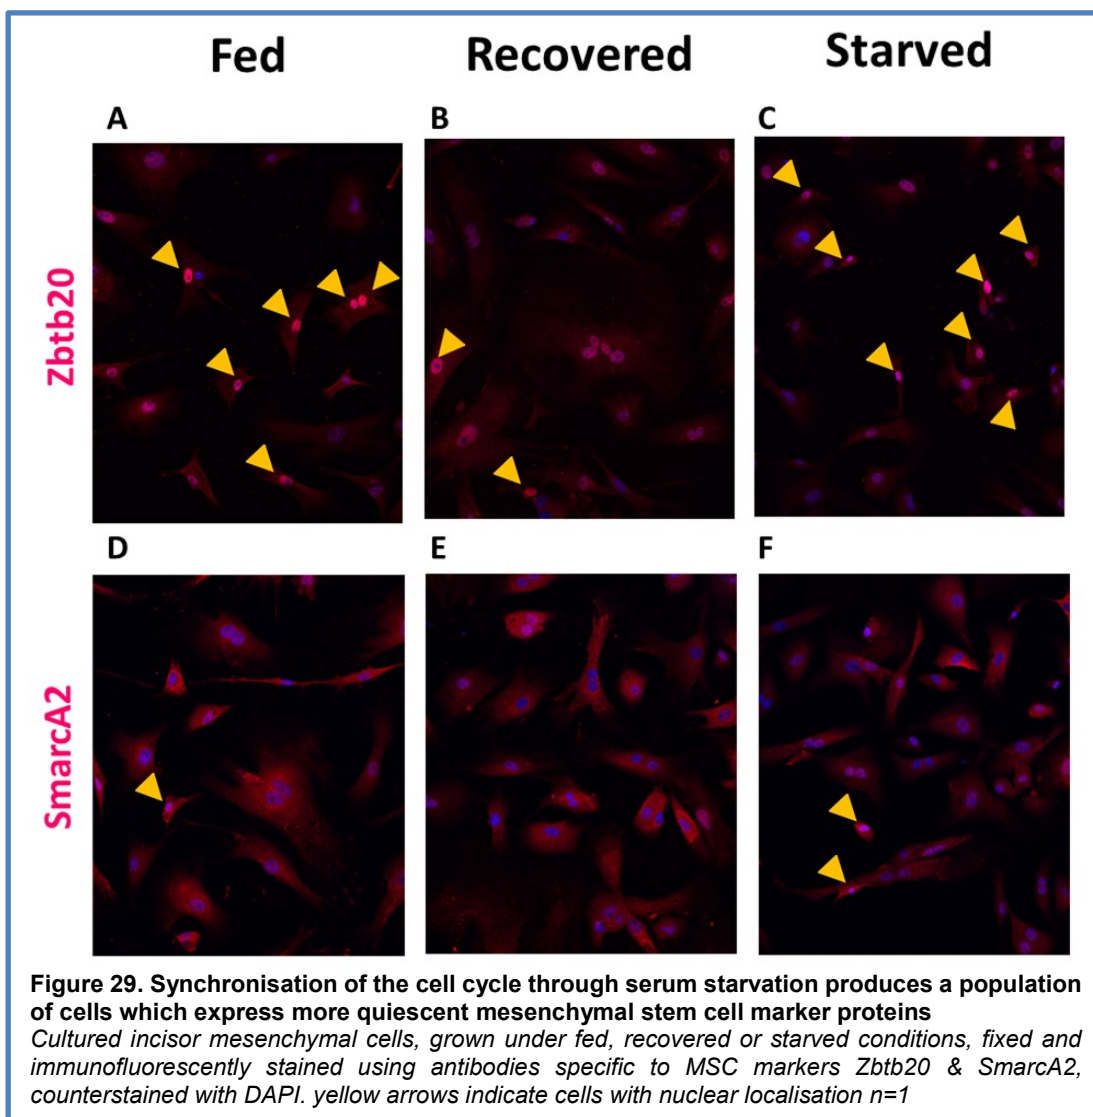 Fed Recovered Starved
A B C
Zbtb20
D E F
SmarcA2
Figure 29. Synchronisation of the cell cycle through serum starvation produces a population
of cells which express more quiescent mesenchymal stem cell marker proteins
Cultured incisor mesenchymal cells, grown under fed, recovered or starved conditions, fixed and
immunofluorescently stained using antibodies specific to MSC markers Zbtb20 & SmarcA2,
counterstained with DAPI. yellow arrows indicate cells with nuclear localisation n=1